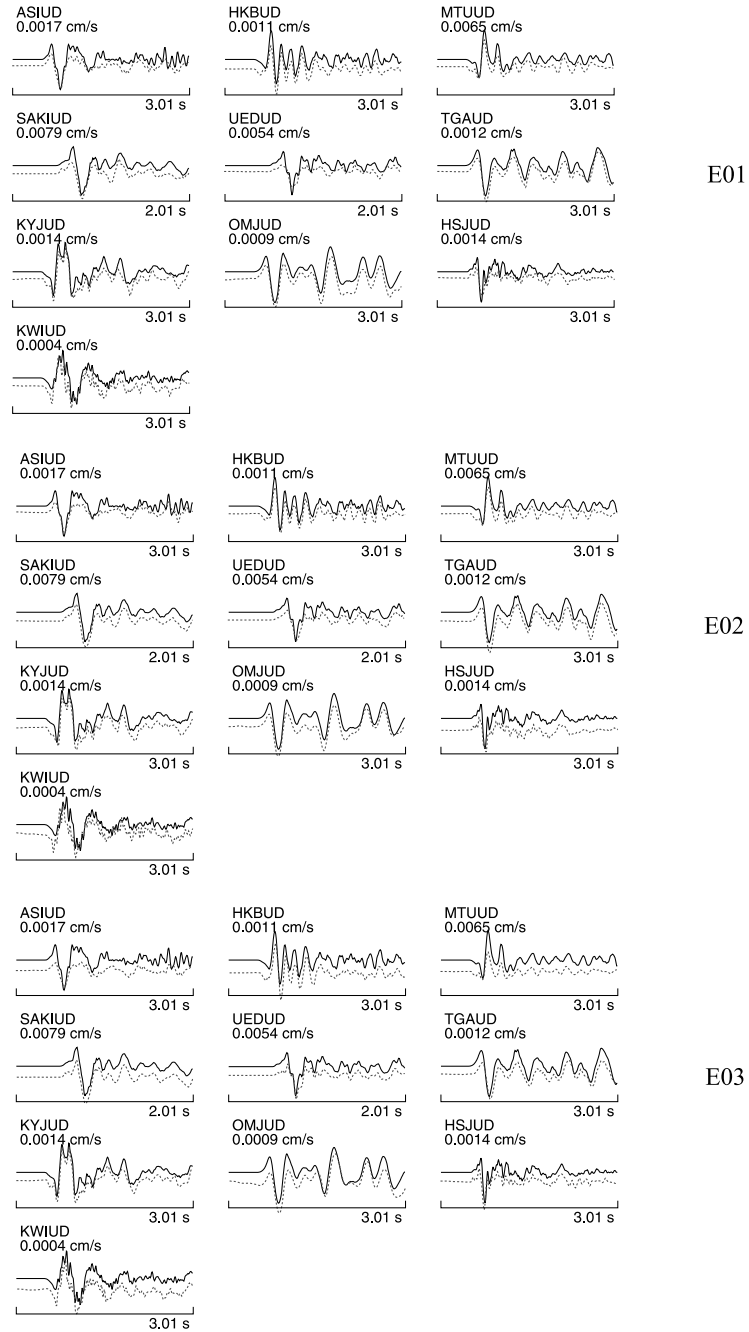 ASIUD HKBUD MTUUD
0.0017 cm/s 0.0011 cm/s 0.0065 cm/s
3.01 s 3.01 s 3.01 s
SAKIUD UEDUD TGAUD
0.0079 cm/s 0.0054 cm/s 0.0012 cm/s
E01
2.01 s 2.01 s 3.01 s
KYJUD OMJUD HSJUD
0.0014 cm/s 0.0009 cm/s 0.0014 cm/s
3.01 s 3.01 s 3.01 s
KWIUD
0.0004 cm/s
3.01 s
ASIUD HKBUD MTUUD
0.0017 cm/s 0.0011 cm/s 0.0065 cm/s
3.01 s 3.01 s 3.01 s
SAKIUD UEDUD TGAUD
0.0079 cm/s 0.0054 cm/s 0.0012 cm/s
E02
2.01 s 2.01 s 3.01 s
KYJUD OMJUD HSJUD
0.0014 cm/s 0.0009 cm/s 0.0014 cm/s
3.01 s 3.01 s 3.01 s
KWIUD
0.0004 cm/s
3.01 s
ASIUD HKBUD MTUUD
0.0017 cm/s 0.0011 cm/s 0.0065 cm/s
3.01 s 3.01 s 3.01 s
SAKIUD UEDUD TGAUD
0.0079 cm/s 0.0054 cm/s 0.0012 cm/s
E03
2.01 s 2.01 s 3.01 s
KYJUD OMJUD HSJUD
0.0014 cm/s 0.0009 cm/s 0.0014 cm/s
3.01 s 3.01 s 3.01 s
KWIUD
0.0004 cm/s
3.01 s